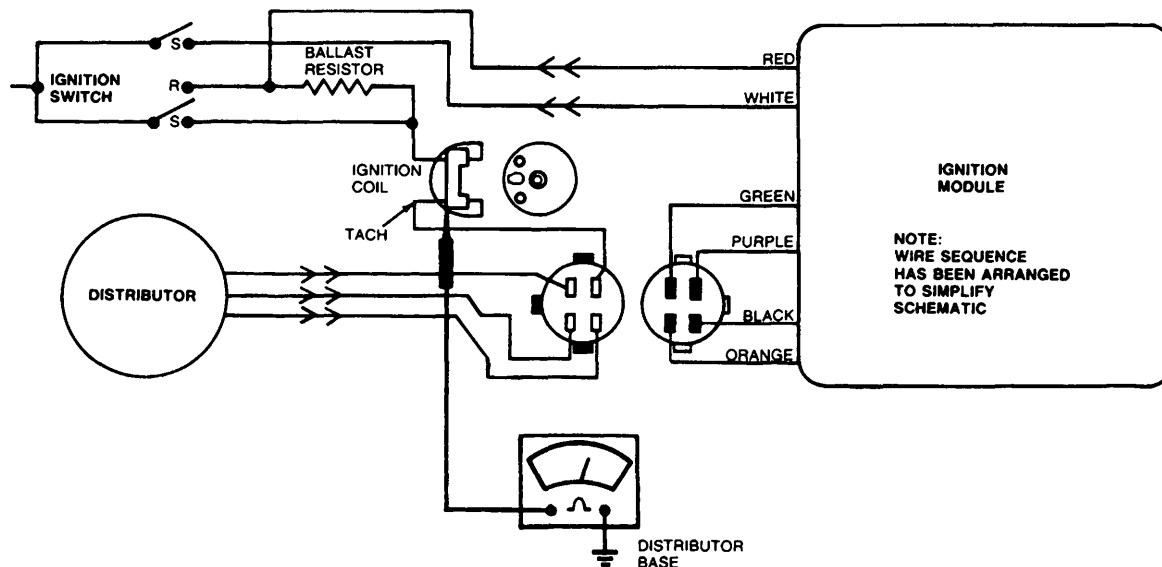 S
IGNITION
SWITCH
R
S
BALLAST
RESISTOR
RED
WHITE
IGNITION
COIL
TACH
GREEN
PURPLE
BLACK
ORANGE
IGNITION
MODULE
NOTE:
WIRE SEQUENCE
HAS BEEN ARRANGED
TO SIMPLIFY
SCHEMATIC
DISTRIBUTOR
DISTRIBUTOR
BASE